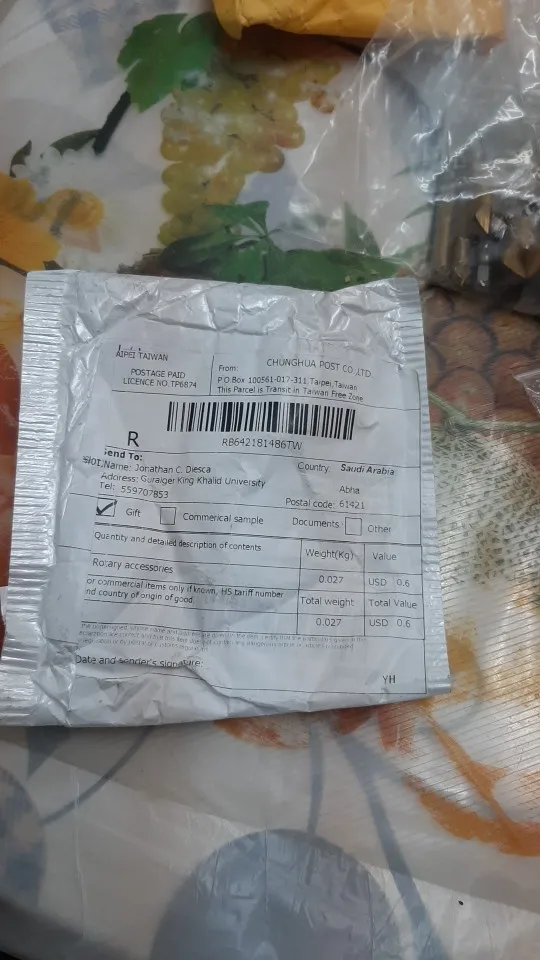 AIPEI TAIWAN
POSTAGE PAID
LICENCE NO.TP6874
From: CHUNGHUA POST CO.,LTD.
P.O.Box 100561-017-311,Taipei,Taiwan
This Parcel is Transit in Taiwan Free Zone
R
RB642181486TW
Send To:
Name: Jonathan C. Diesca
Country: Saudi Arabia
Address: Guraiger King Khalid University
Abha
Tel: 559707853
Postal code: 61421
Gift
Commerical sample
Documents
Other
Quantity and detailed description of contents
Weight(Kg)
Value
Rotary accessories
0.027
USD 0.6
or commercial items only if known, HS tariff number
nd country of origin of good.
Total weight
Total Value
0.027
USD 0.6
Date and sender's signature:
YH